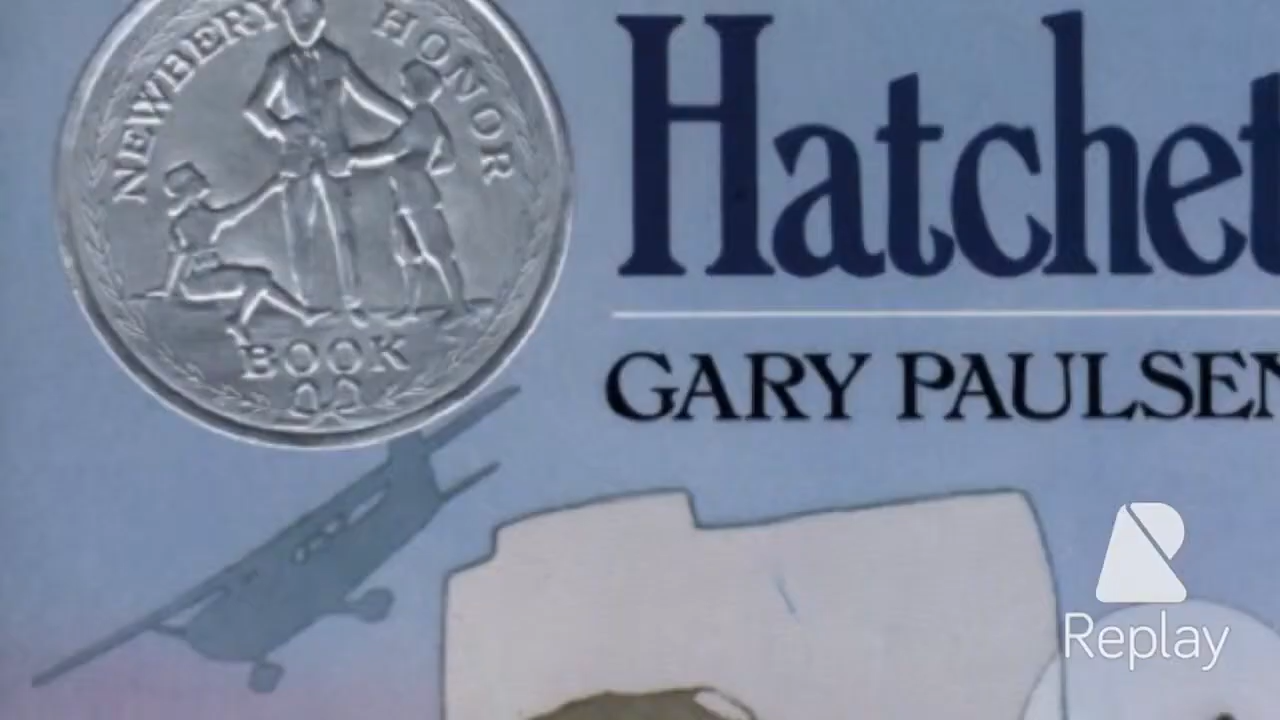 NEWBERY HONOR
BOOK
Hatchet
GARY PAULSEN
Replay